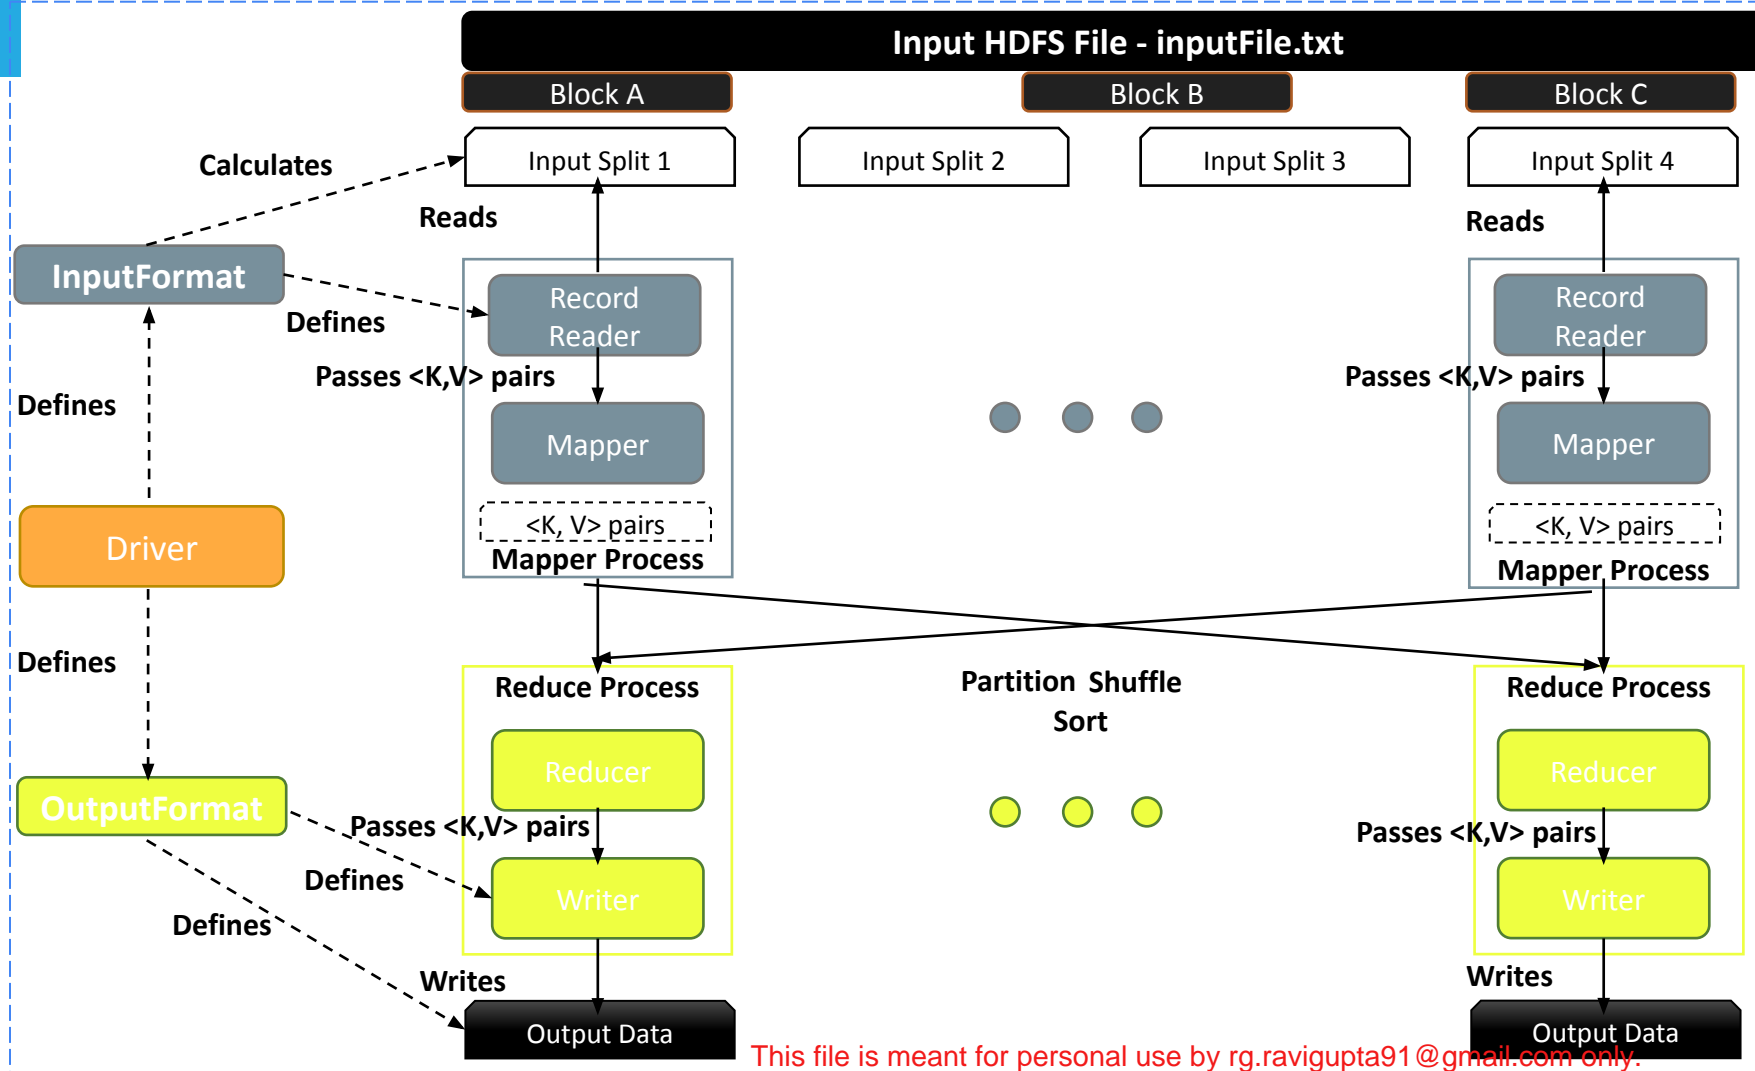 Input HDFS File - inputFile.txt
Block A
Block B
Block C
Input Split 1
Input Split 2
Input Split 3
Input Split 4
Calculates
Reads
Reads
InputFormat
Defines
Record
Reader
Record
Reader
Passes <K,V> pairs
Passes <K,V> pairs
Defines
Mapper
Mapper
<K, V> pairs
<K, V> pairs
Mapper Process
Mapper Process
Driver
Defines
Reduce Process
Partition Shuffle
Sort
Reduce Process
Reducer
Reducer
OutputFormat
Passes <K,V> pairs
Passes <K,V> pairs
Defines
Writer
Writer
Defines
Writes
Writes
Output Data
Output Data
This file is meant for personal use by rg.ravigupta91@gmail.com only.